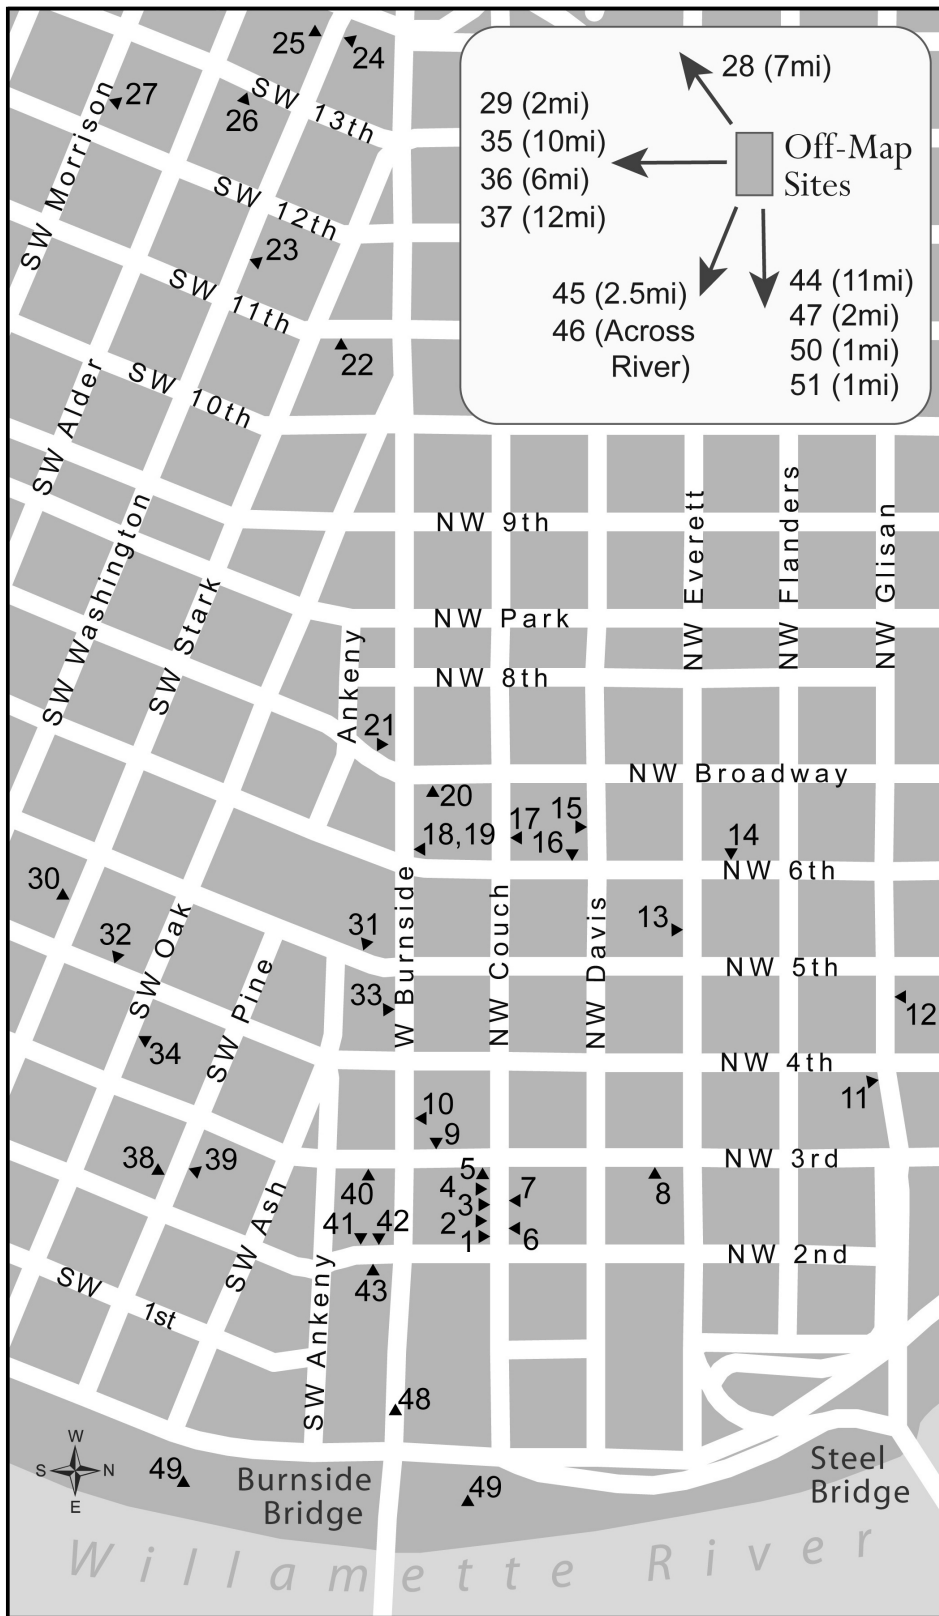 25
24
28 (7mi)
27
26
SW 13th
29 (2mi)
35 (10mi)
36 (6mi)
37 (12mi)
Off-Map
Sites
SW Morrison
SW 12th
23
SW 11th
45 (2.5mi)
46 (Across
River)
44 (11mi)
47 (2mi)
50 (1mi)
51 (1mi)
22
SW 10th
SW Alder
NW 9th
NW Everett
NW Flanders
NW Glisan
SW Washington
SW Stark
NW Park
Ankeny
NW 8th
21
NW Broadway
20
18,19
17
15
16
14
NW 6th
30
31
32
W Burnside
NW Couch
NW Davis
13
SW Oak
SW Pine
NW 5th
33
12
34
NW 4th
11
10
9
38
39
40
5
4
3
2
1
7
6
8
NW 3rd
SW Ash
41
42
43
NW 2nd
SW 1st
SW Ankeny
48
W
S
N
E
49
Burnside
Bridge
49
Steel
Bridge
Willamette River